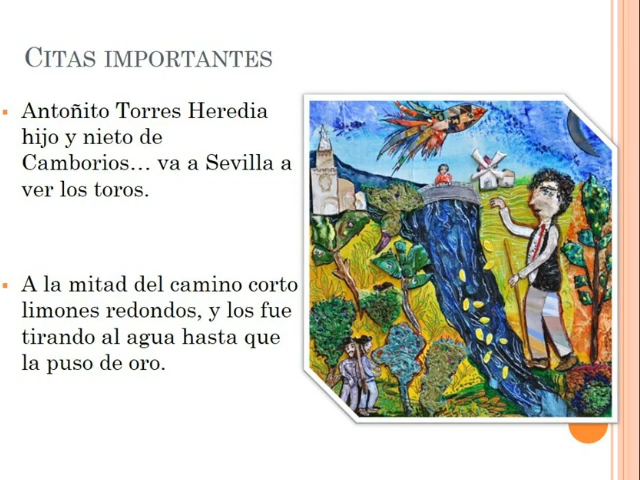 CITAS IMPORTANTES
Antoñito Torres Heredia
hijo y nieto de
Camborios… va a Sevilla a
ver los toros.
A la mitad del camino corto
limones redondos, y los fue
tirando al agua hasta que
la puso de oro.